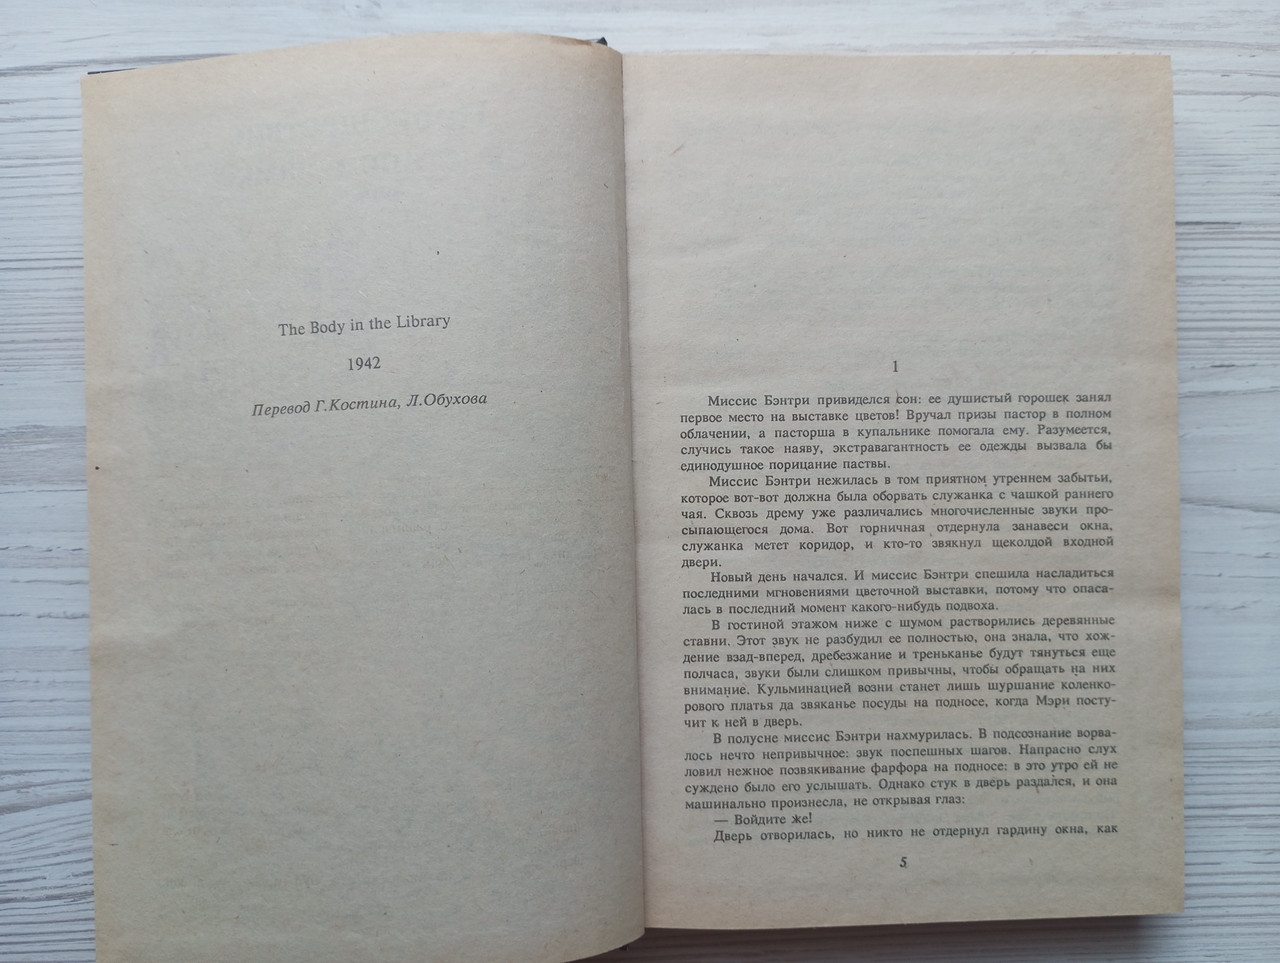 The Body in the Library
1942
Перевод Г.Костина, Л.Обухова
1
Миссис Бэнтри привиделся сон: ее душистый горошек занял
первое место на выставке цветов! Вручал призы пастор в полном
облачении, а пасторша в купальнике помогала ему. Разумеется,
случись такое наяву, экстравагантность ее одежды вызвала бы
единодушное порицание паствы.
Миссис Бэнтри нежилась в том приятном утреннем забытьи,
которое вот-вот должна была оборвать служанка с чашкой раннего
чая. Сквозь дрему уже различались многочисленные звуки про-
сыпающегося дома. Вот горничная отдернула занавеси окна,
служанка метет коридор, и кто-то звякнул щеколдой входной
двери.
Новый день начался. И миссис Бэнтри спешила насладиться
последними мгновениями цветочной выставки, потому что опаса-
лась в последний момент какого-нибудь подвоха.
В гостиной этажом ниже с шумом растворились деревянные
ставни. Этот звук не разбудил ее полностью, она знала, что хож-
дение взад-вперед, дребезжание и треньканье будут тянуться еще
полчаса, звуки были слишком привычны, чтобы обращать на них
внимание. Кульминацией возни станет лишь шуршание коленко-
рового платья да звяканье посуды на подносе, когда Мэри посту-
чит к ней в дверь.
В полусне миссис Бэнтри нахмурилась. В подсознание ворва-
лось нечто непривычное: звук поспешных шагов. Напрасно слух
ловил нежное позвякивание фарфора на подносе: в это утро ей не
суждено было его услышать. Однако стук в дверь раздался, и она
машинально произнесла, не открывая глаз:
— Войдите же!
Дверь отворилась, но никто не отдернул гардину окна, как
5